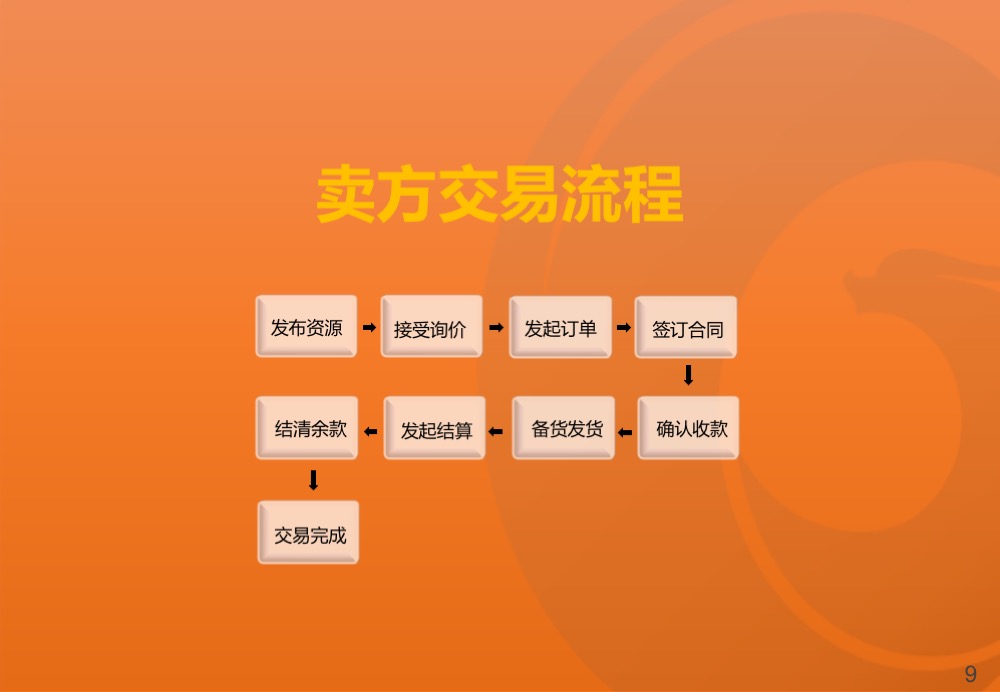 卖方交易流程
发布资源
接受询价
发起订单
签订合同
确认收款
备货发货
发起结算
结清余款
交易完成
9